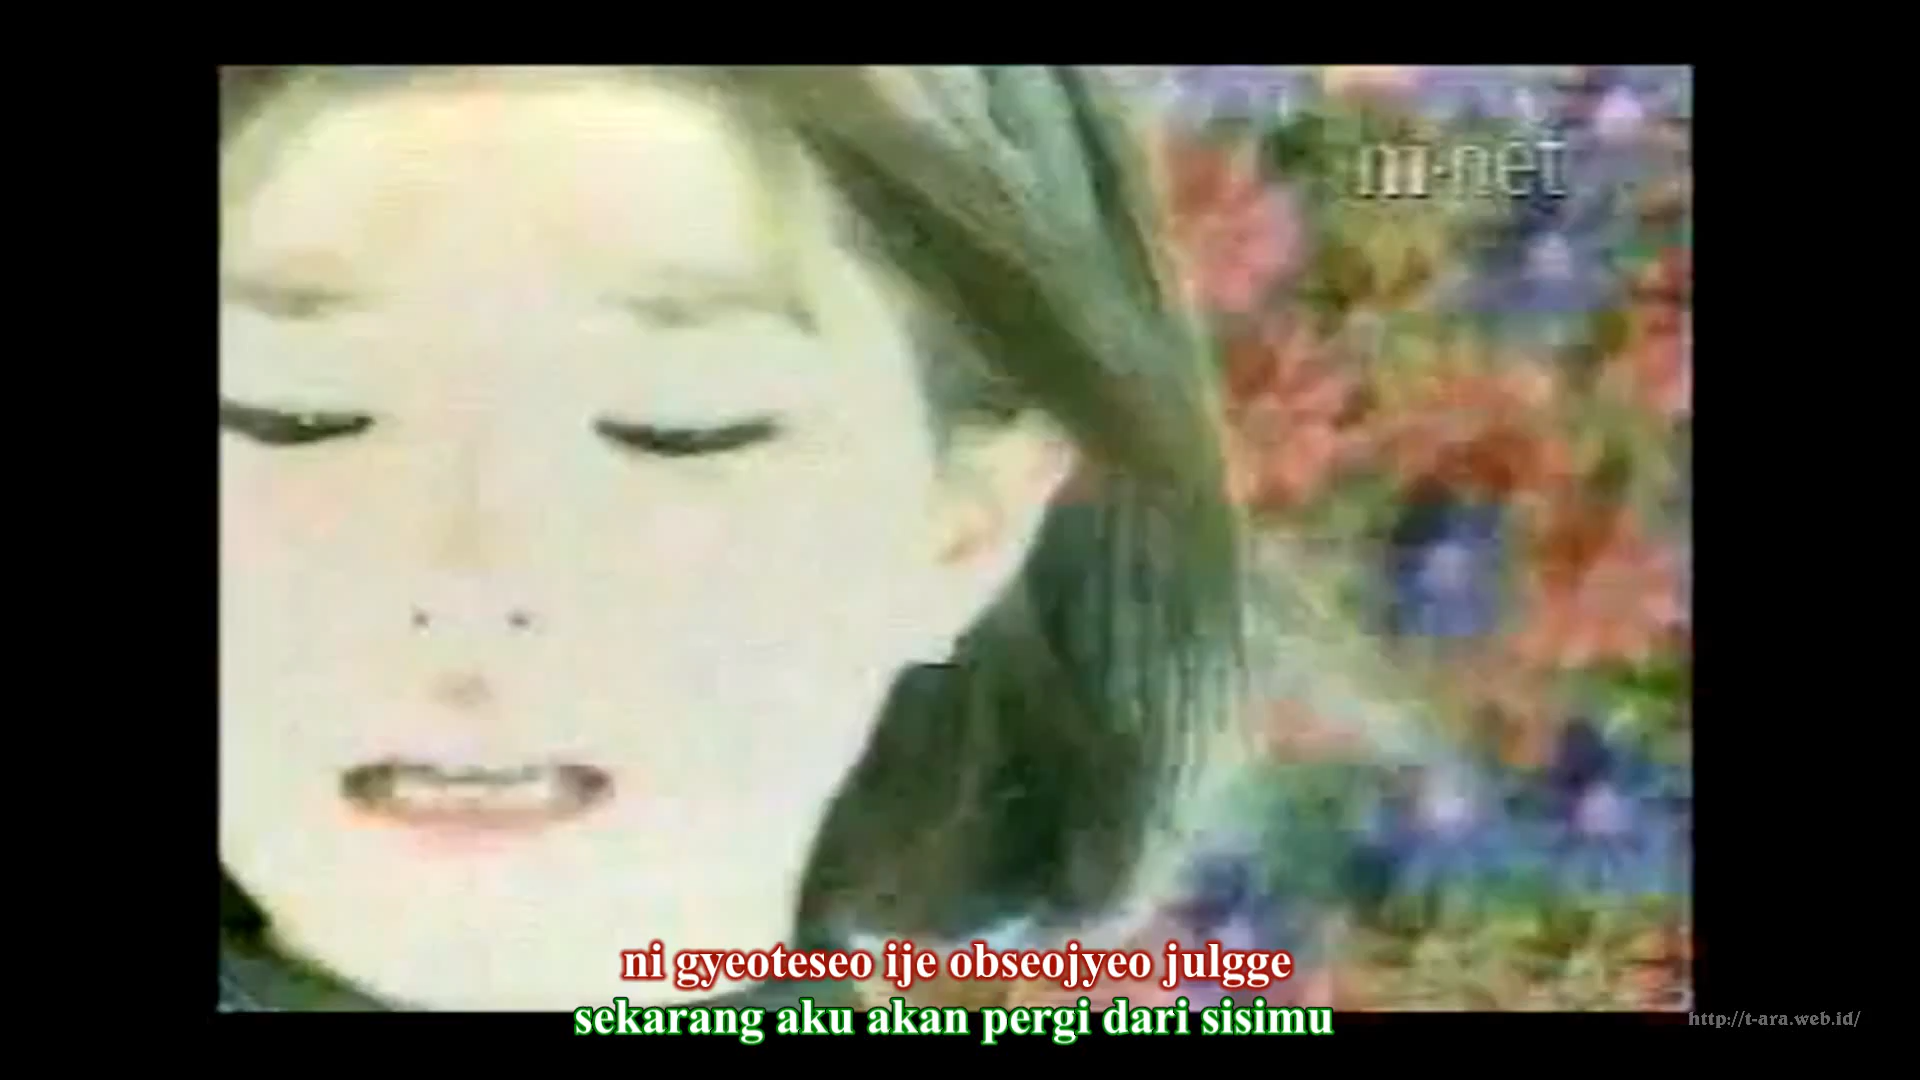 m·net
ni gyeoteseo ije obseojyeo julgge
sekarang aku akan pergi dari sisimu
http://t-ara.web.id/